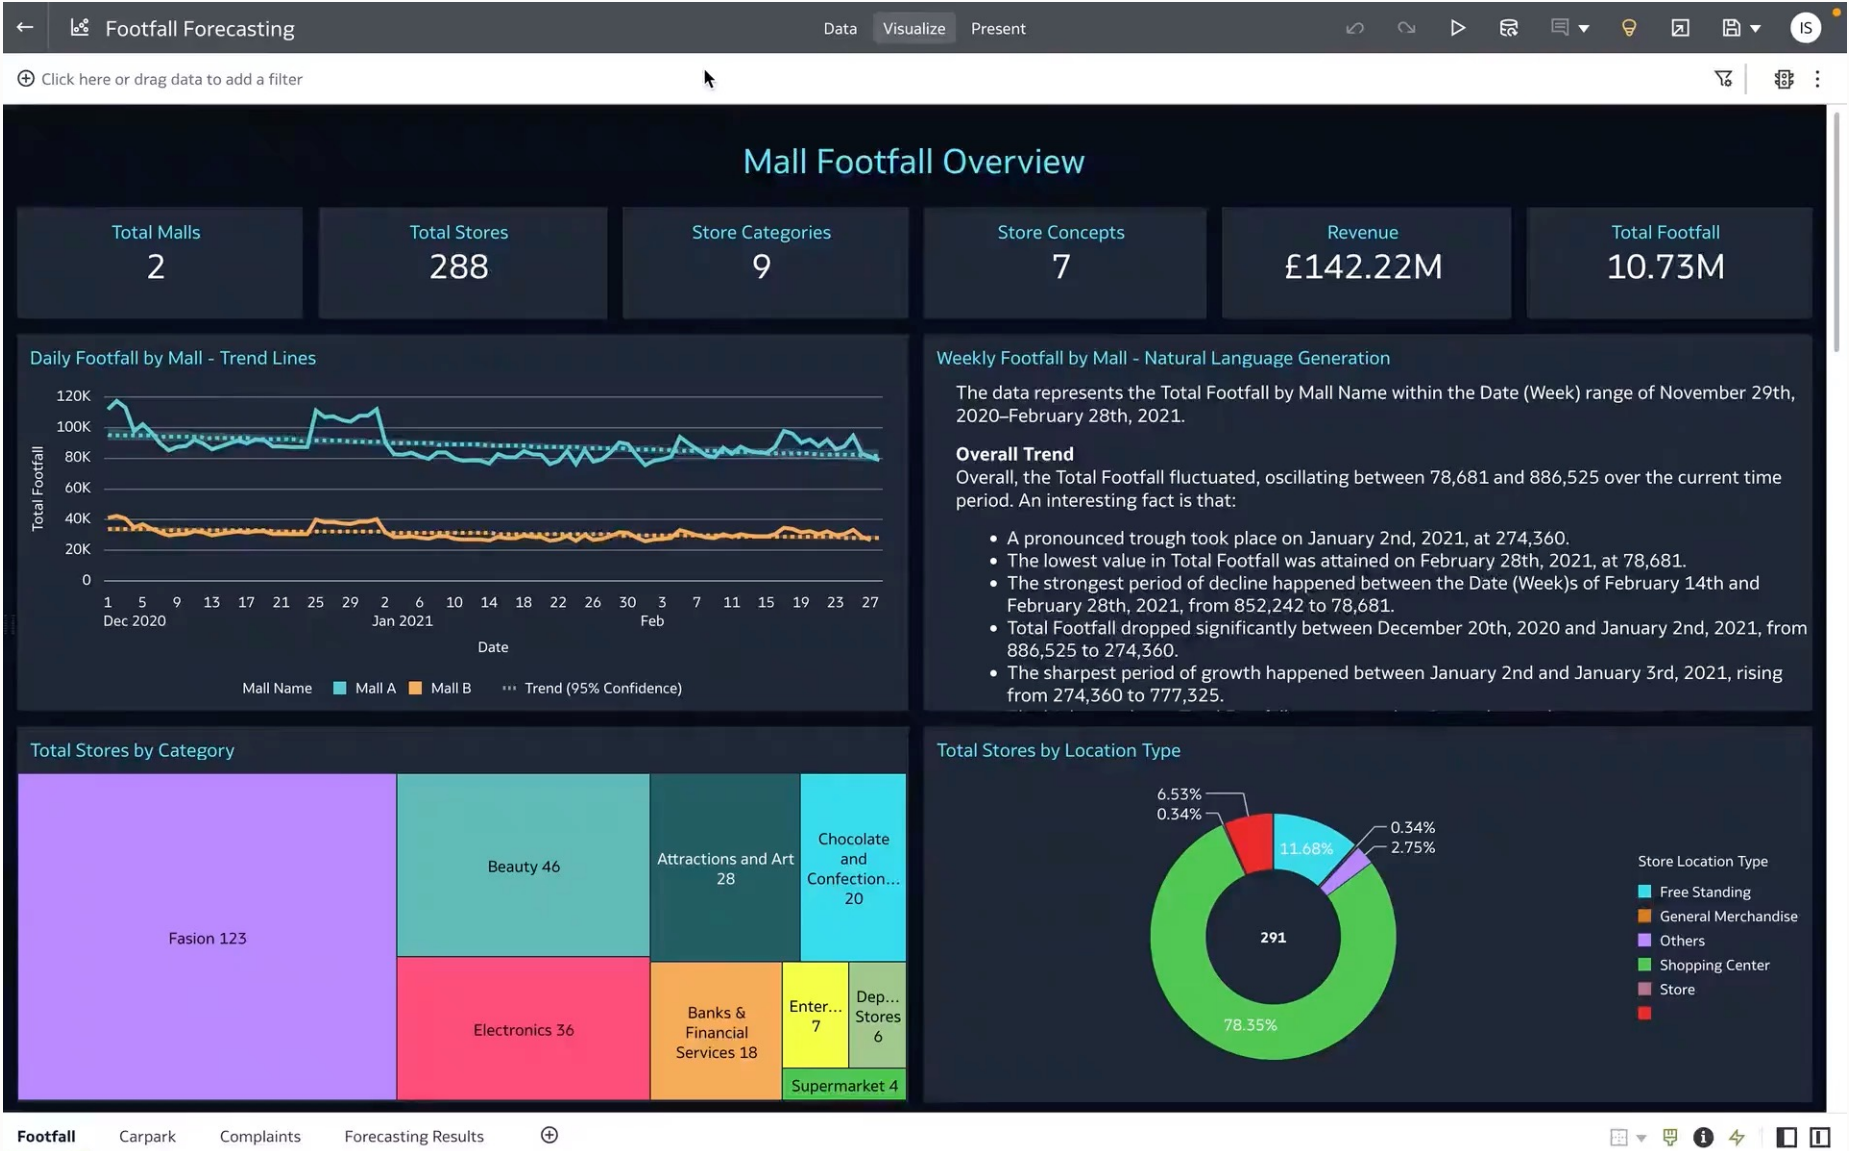 Footfall Forecasting
Data Visualize Present
IS
Click here or drag data to add a filter
Mall Footfall Overview
Total Malls
2
Total Stores
288
Store Categories
9
Store Concepts
7
Revenue
£142.22M
Total Footfall
10.73M
Daily Footfall by Mall - Trend Lines
Total Footfall
120K
100K
80K
60K
40K
20K
0
1 5 9 13 17 21 25 29 2 6 10 14 18 22 26 30 3 7 11 15 19 23 27
Dec 2020 Jan 2021 Feb
Date
Mall Name Mall A Mall B Trend (95% Confidence)
Weekly Footfall by Mall - Natural Language Generation
The data represents the Total Footfall by Mall Name within the Date (Week) range of November 29th,
2020–February 28th, 2021.
Overall Trend
Overall, the Total Footfall fluctuated, oscillating between 78,681 and 886,525 over the current time
period. An interesting fact is that:
• A pronounced trough took place on January 2nd, 2021, at 274,360.
• The lowest value in Total Footfall was attained on February 28th, 2021, at 78,681.
• The strongest period of decline happened between the Date (Week)s of February 14th and
February 28th, 2021, from 852,242 to 78,681.
• Total Footfall dropped significantly between December 20th, 2020 and January 2nd, 2021, from
886,525 to 274,360.
• The sharpest period of growth happened between January 2nd and January 3rd, 2021, rising
from 274,360 to 777,325.
Total Stores by Category
Fasion 123
Beauty 46
Electronics 36
Attractions and Art
28
Chocolate
and
Confection...
20
Banks &
Financial
Services 18
Enter...
7
Dep...
Stores
6
Supermarket 4
Total Stores by Location Type
6.53%
0.34%
11.68%
0.34%
2.75%
291
78.35%
Store Location Type
Free Standing
General Merchandise
Others
Shopping Center
Store
Footfall Carpark Complaints Forecasting Results